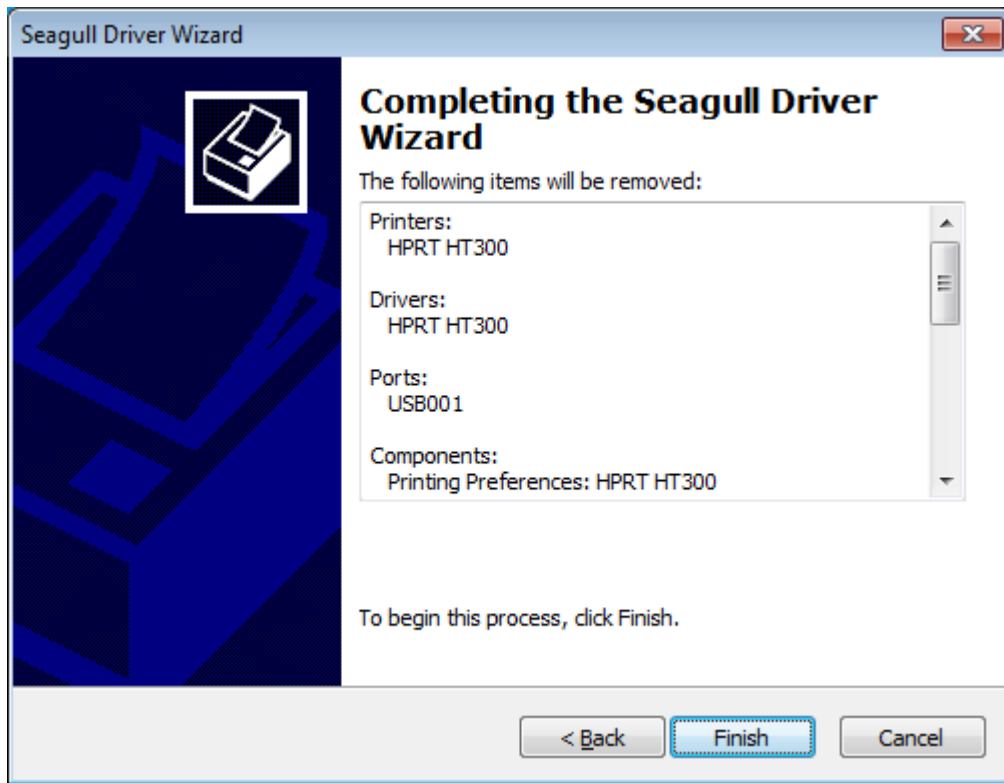 Seagull Driver Wizard
Completing the Seagull Driver
Wizard
The following items will be removed:
Printers:
HPRT HT300
Drivers:
HPRT HT300
Ports:
USB001
Components:
Printing Preferences: HPRT HT300
To begin this process, click Finish.
< Back
Finish
Cancel